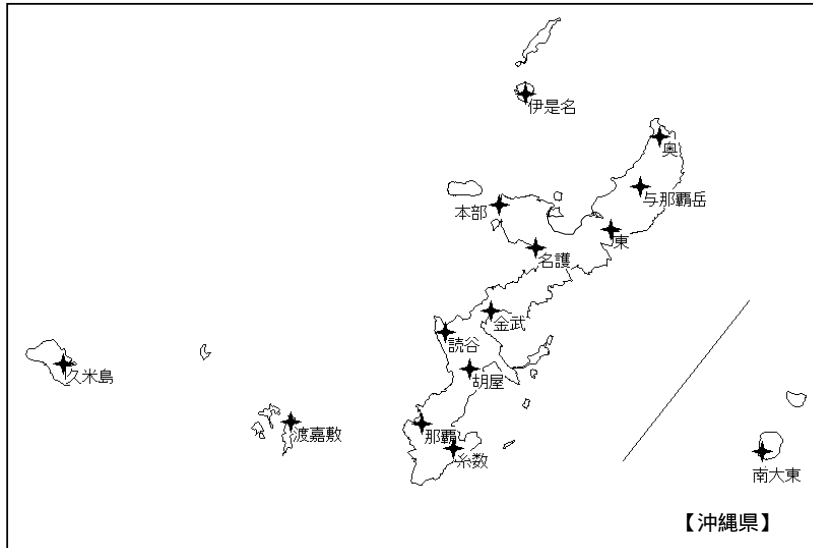 伊是名
奥
与那覇岳
本部
東
名護
金武
読谷
久米島
胡屋
渡嘉敷
那覇
糸数
南大東
【沖縄県】